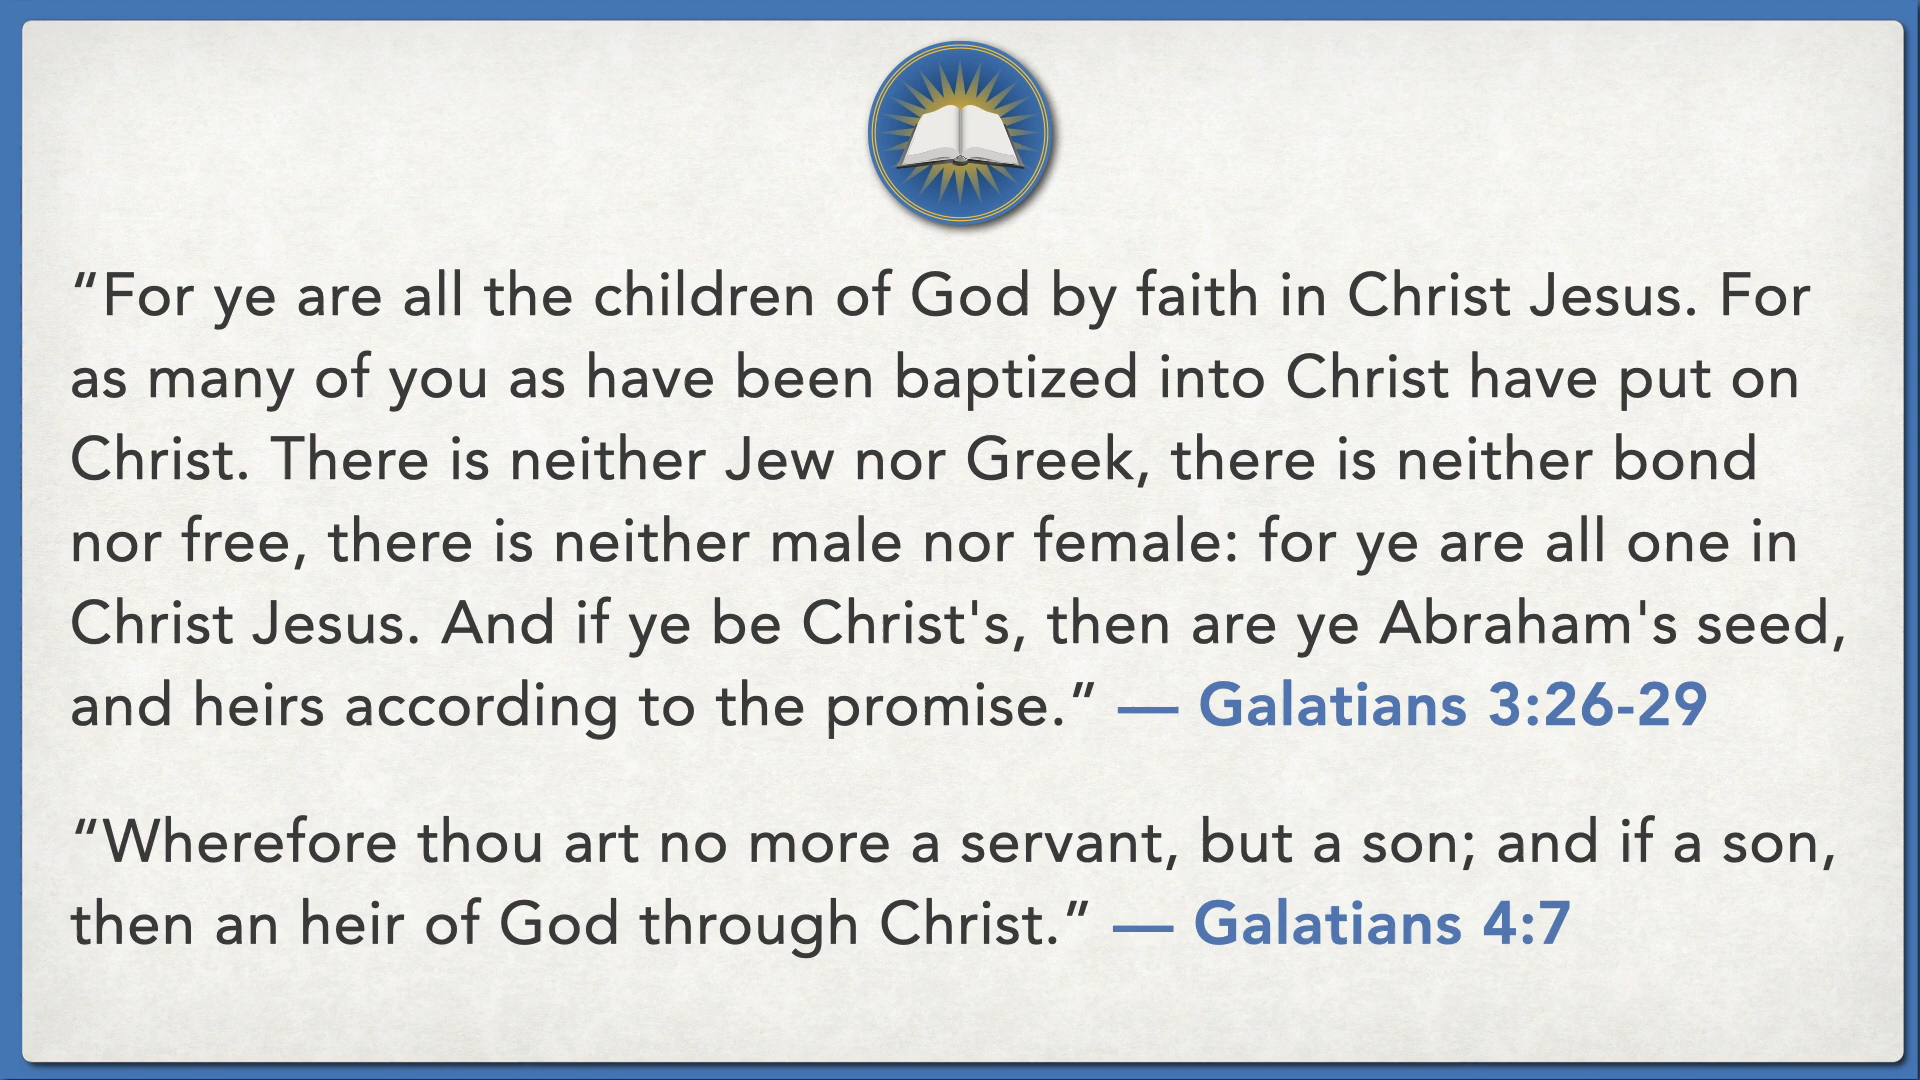 “For ye are all the children of God by faith in Christ Jesus. For
as many of you as have been baptized into Christ have put on
Christ. There is neither Jew nor Greek, there is neither bond
nor free, there is neither male nor female: for ye are all one in
Christ Jesus. And if ye be Christ's, then are ye Abraham's seed,
and heirs according to the promise.” — Galatians 3:26-29
“Wherefore thou art no more a servant, but a son; and if a son,
then an heir of God through Christ.” — Galatians 4:7